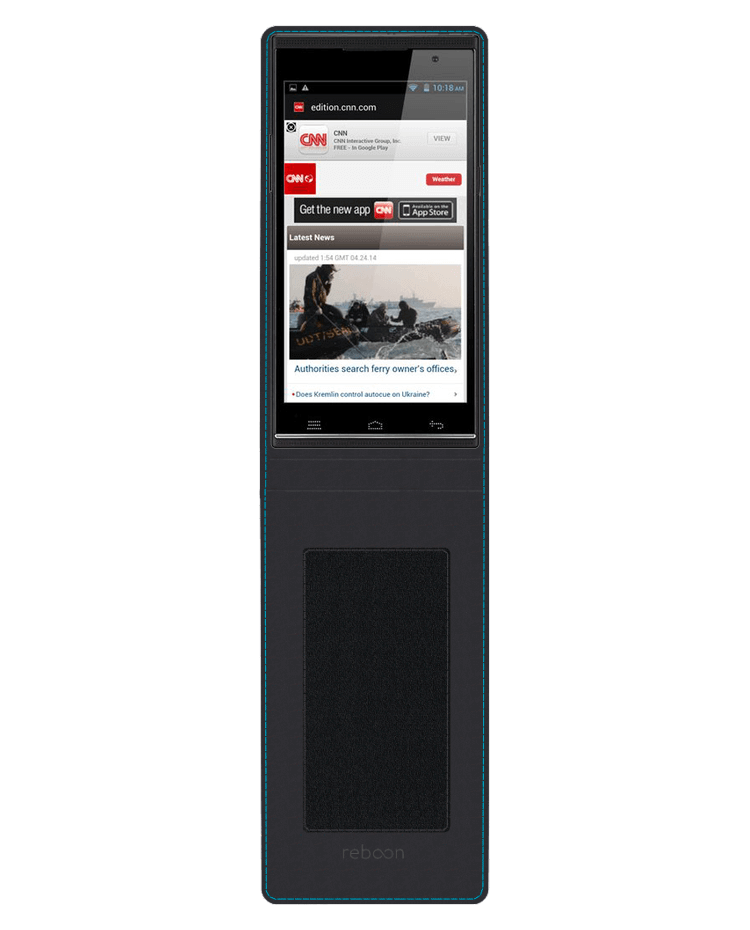 10:18 AM
edition.cnn.com
CNN
CNN
CNN Interactive Group, Inc.
FREE - In Google Play
VIEW
CNN
Weather
Get the new app CNN Available on the App Store
Latest News
updated 1:54 GMT 04.24.14
Authorities search ferry owner's offices,
• Does Kremlin control autocue on Ukraine?
reboon